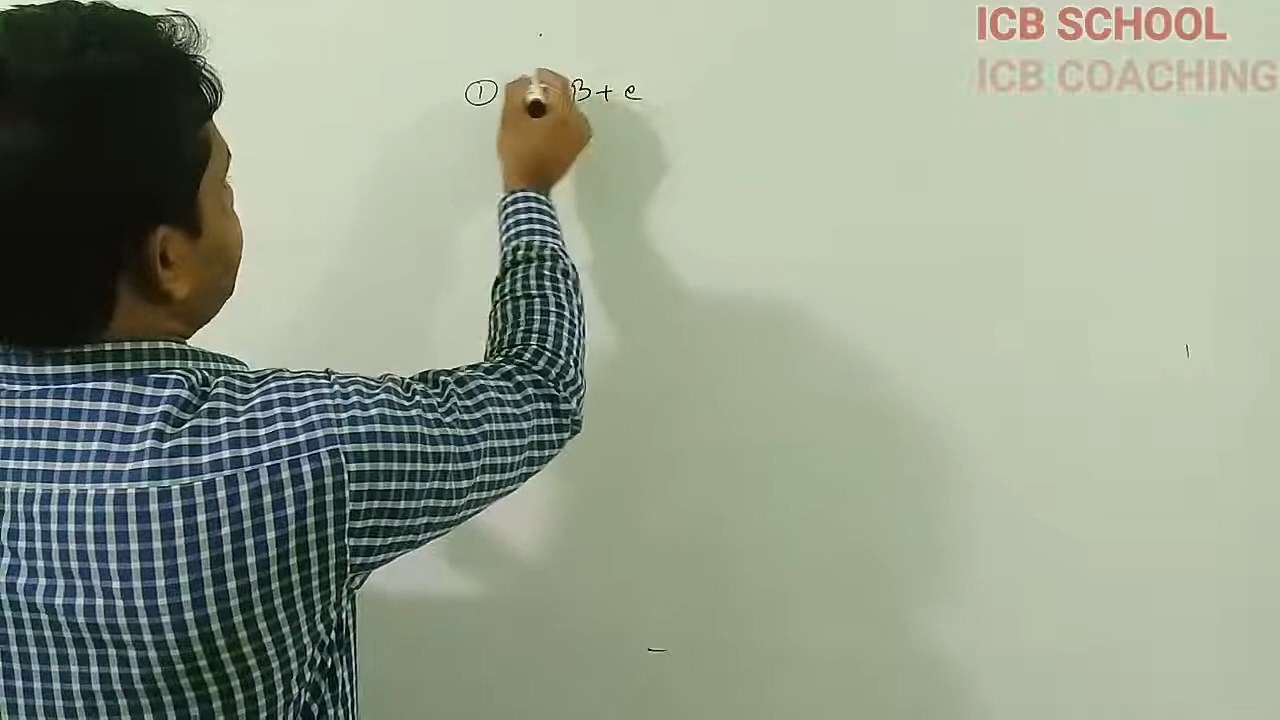 ICB SCHOOL
ICB COACHING
① B + C